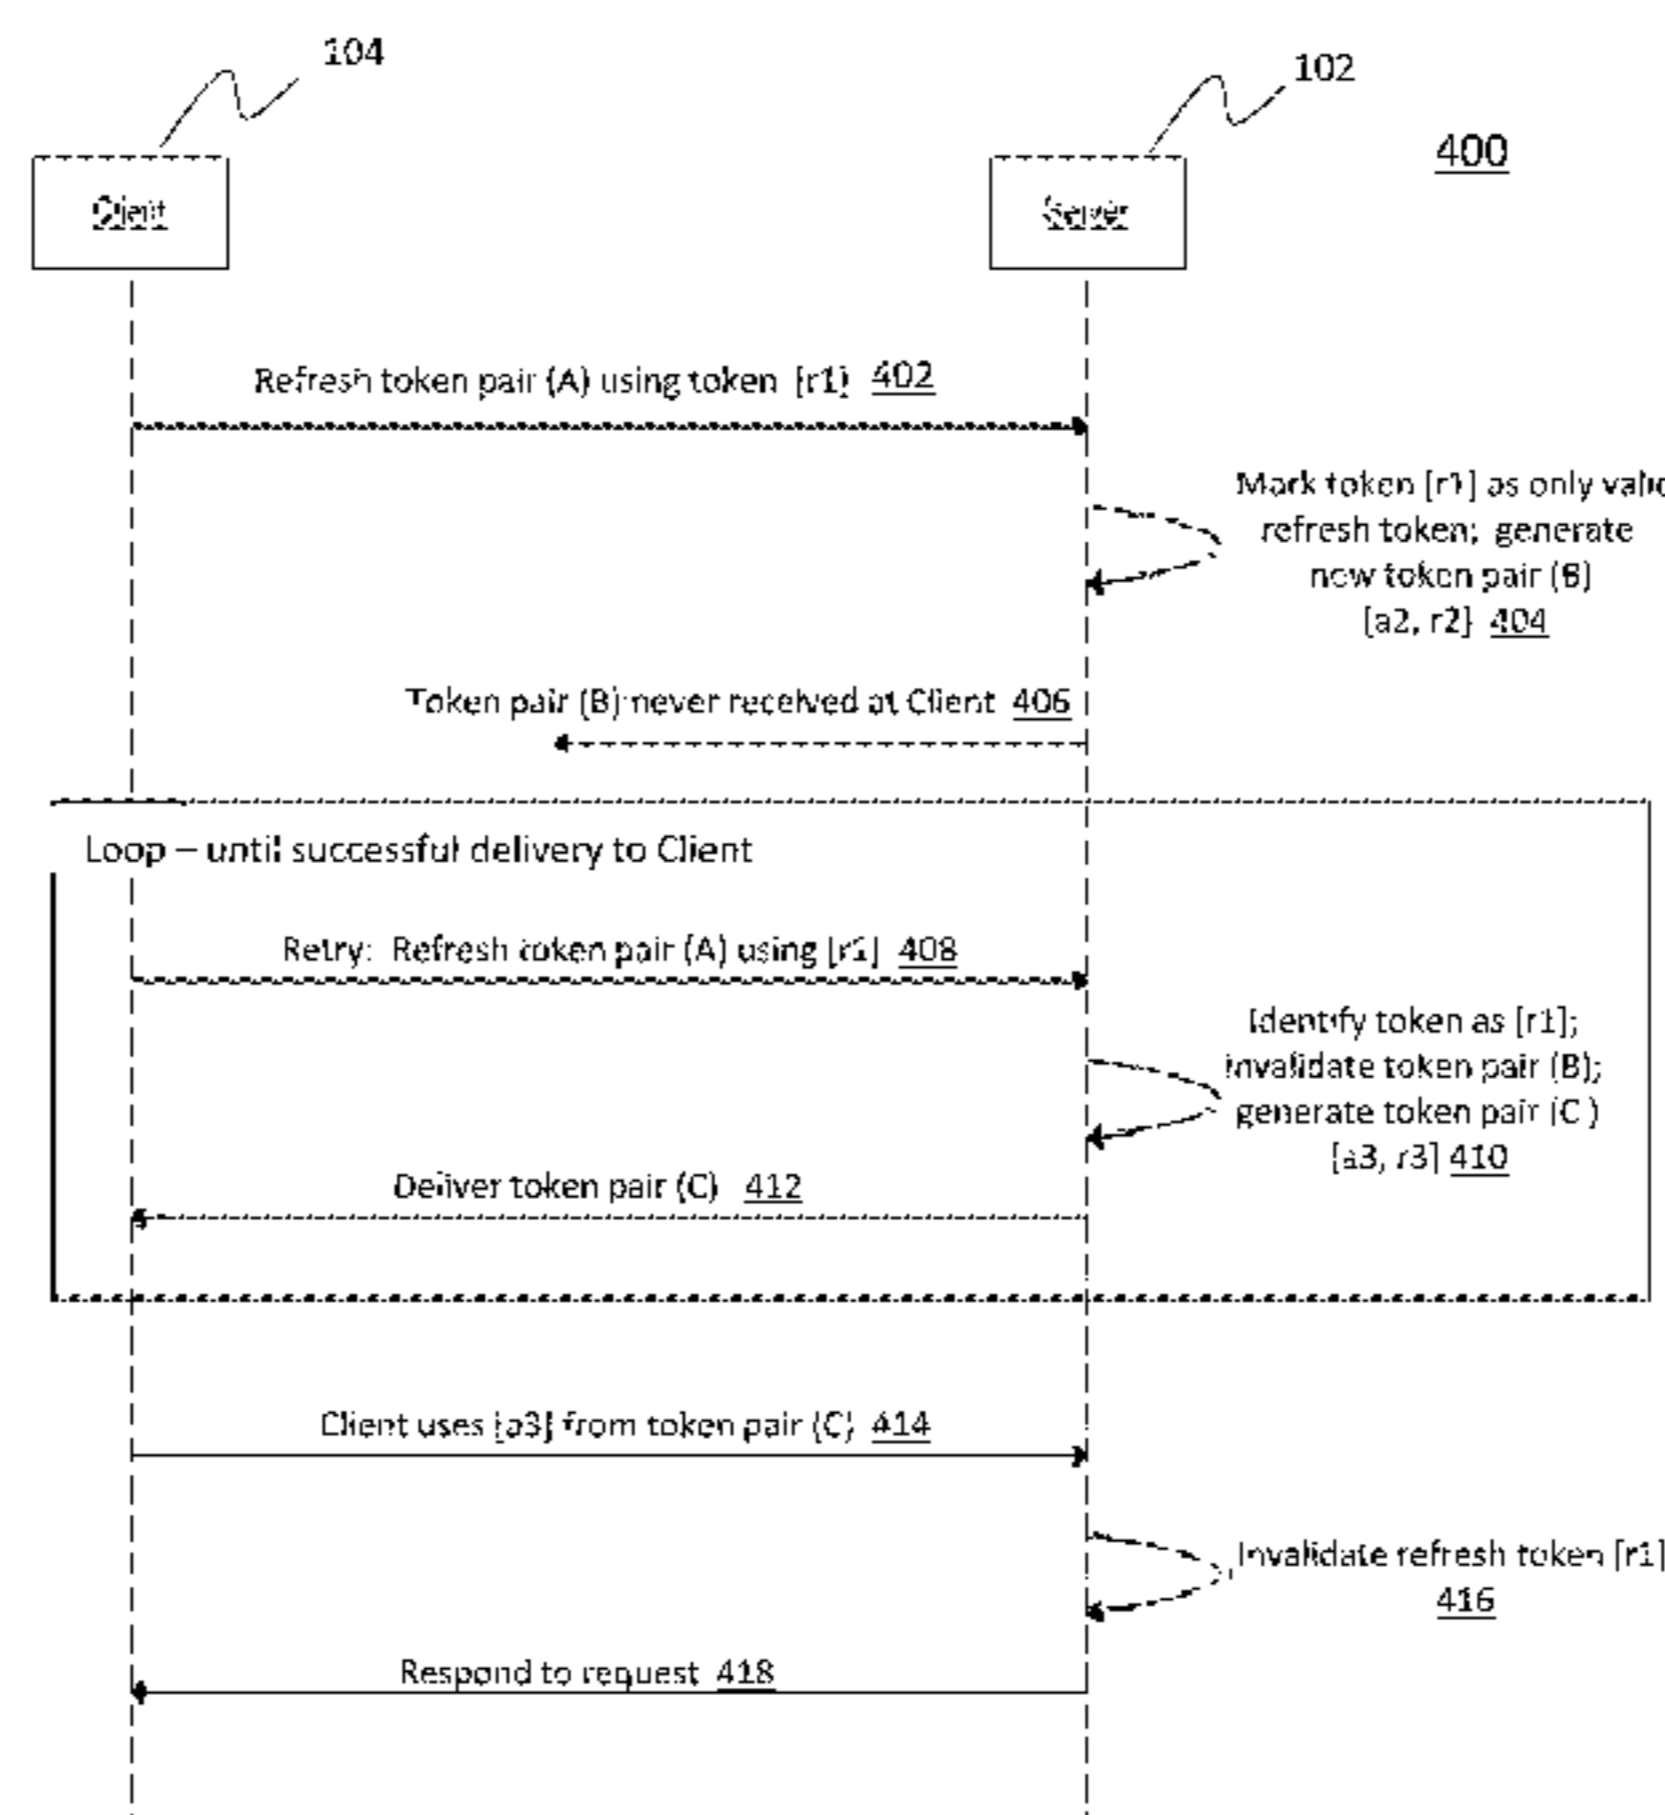 104
102
400
Client
Server
Refresh token pair (A) using token [r1] 402
Mark token [r1] as only valid
refresh token; generate
new token pair (B)
[a2, r2] 404
Token pair (B) never received at Client 406
Loop – until successful delivery to Client
Retry: Refresh token pair (A) using [r1] 408
Identify token as [r1];
invalidate token pair (B);
generate token pair (C )
[a3, r3] 410
Deliver token pair (C) 412
Client uses [a3] from token pair (C) 414
Invalidate refresh token [r1]
416
Respond to request 418